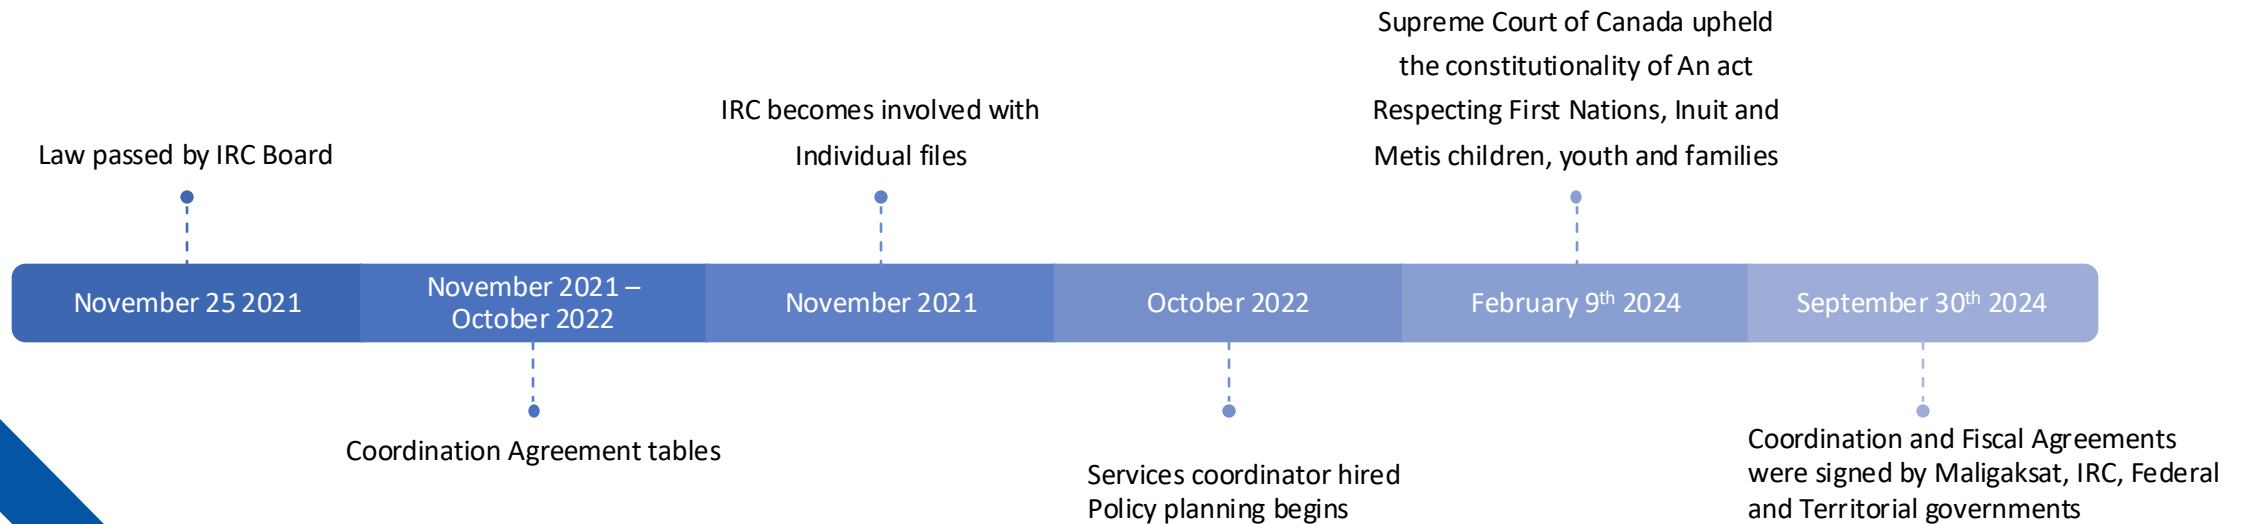 Law passed by IRC Board
November 25 2021
November 2021 –
October 2022
Coordination Agreement tables
IRC becomes involved with
Individual files
November 2021
October 2022
Services coordinator hired
Policy planning begins
Supreme Court of Canada upheld
the constitutionality of An act
Respecting First Nations, Inuit and
Metis children, youth and families
February 9th 2024
September 30th 2024
Coordination and Fiscal Agreements
were signed by Maligaksat, IRC, Federal
and Territorial governments